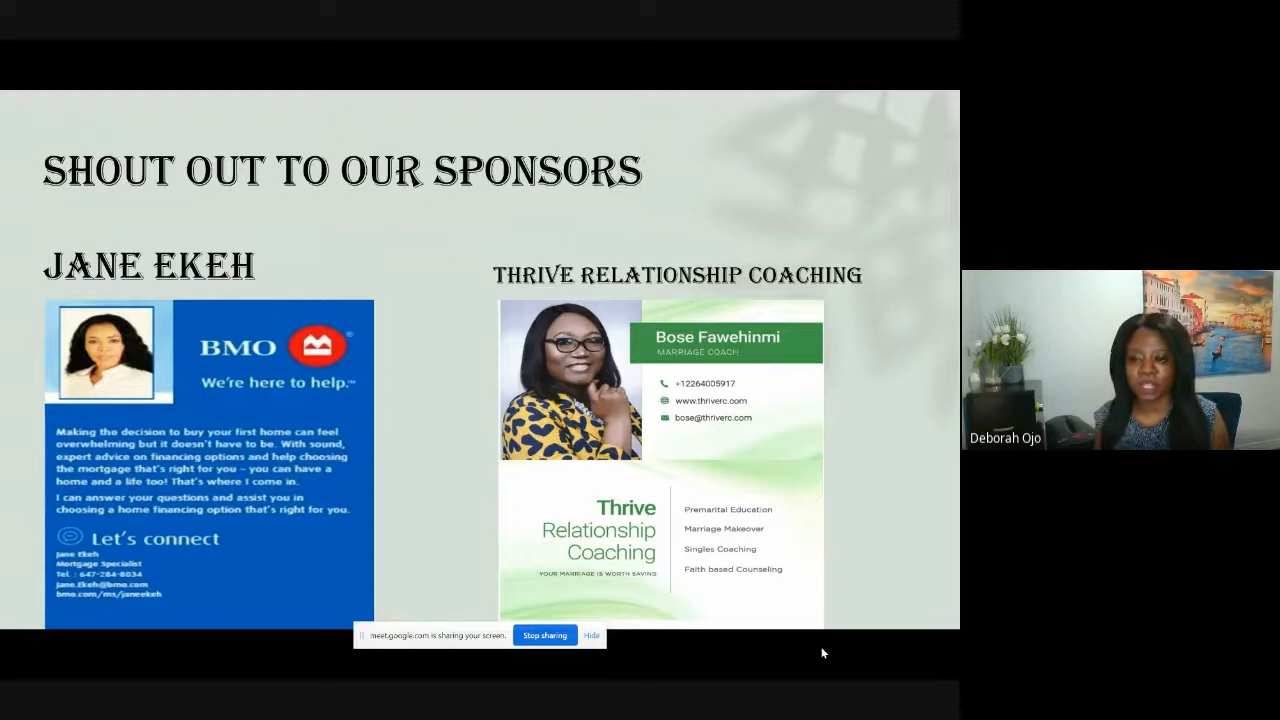 SHOUT OUT TO OUR SPONSORS
JANE EKEH
BMO
®
We're here to help.™
Making the decision to buy your first home can feel
overwhelming but it doesn't have to be. With sound,
expert advice on financing options and help choosing
the mortgage that's right for you – you can have a
home and a life too! That's where I come in.
I can answer your questions and assist you in
choosing a home financing option that's right for you.
Let's connect
Jane Ekeh
Mortgage Specialist
Tel. : 647-284-8034
Jane.Ekeh@bmo.com
bmo.com/ms/janeekeh
THRIVE RELATIONSHIP COACHING
Bose Fawehinmi
MARRIAGE COACH
+12264005917
www.thriverc.com
bose@thriverc.com
Thrive
Relationship
Coaching
YOUR MARRIAGE IS WORTH SAVING
Premarital Education
Marriage Makeover
Singles Coaching
Faith based Counseling
meet.google.com is sharing your screen.
Stop sharing
Hide
Deborah Ojo